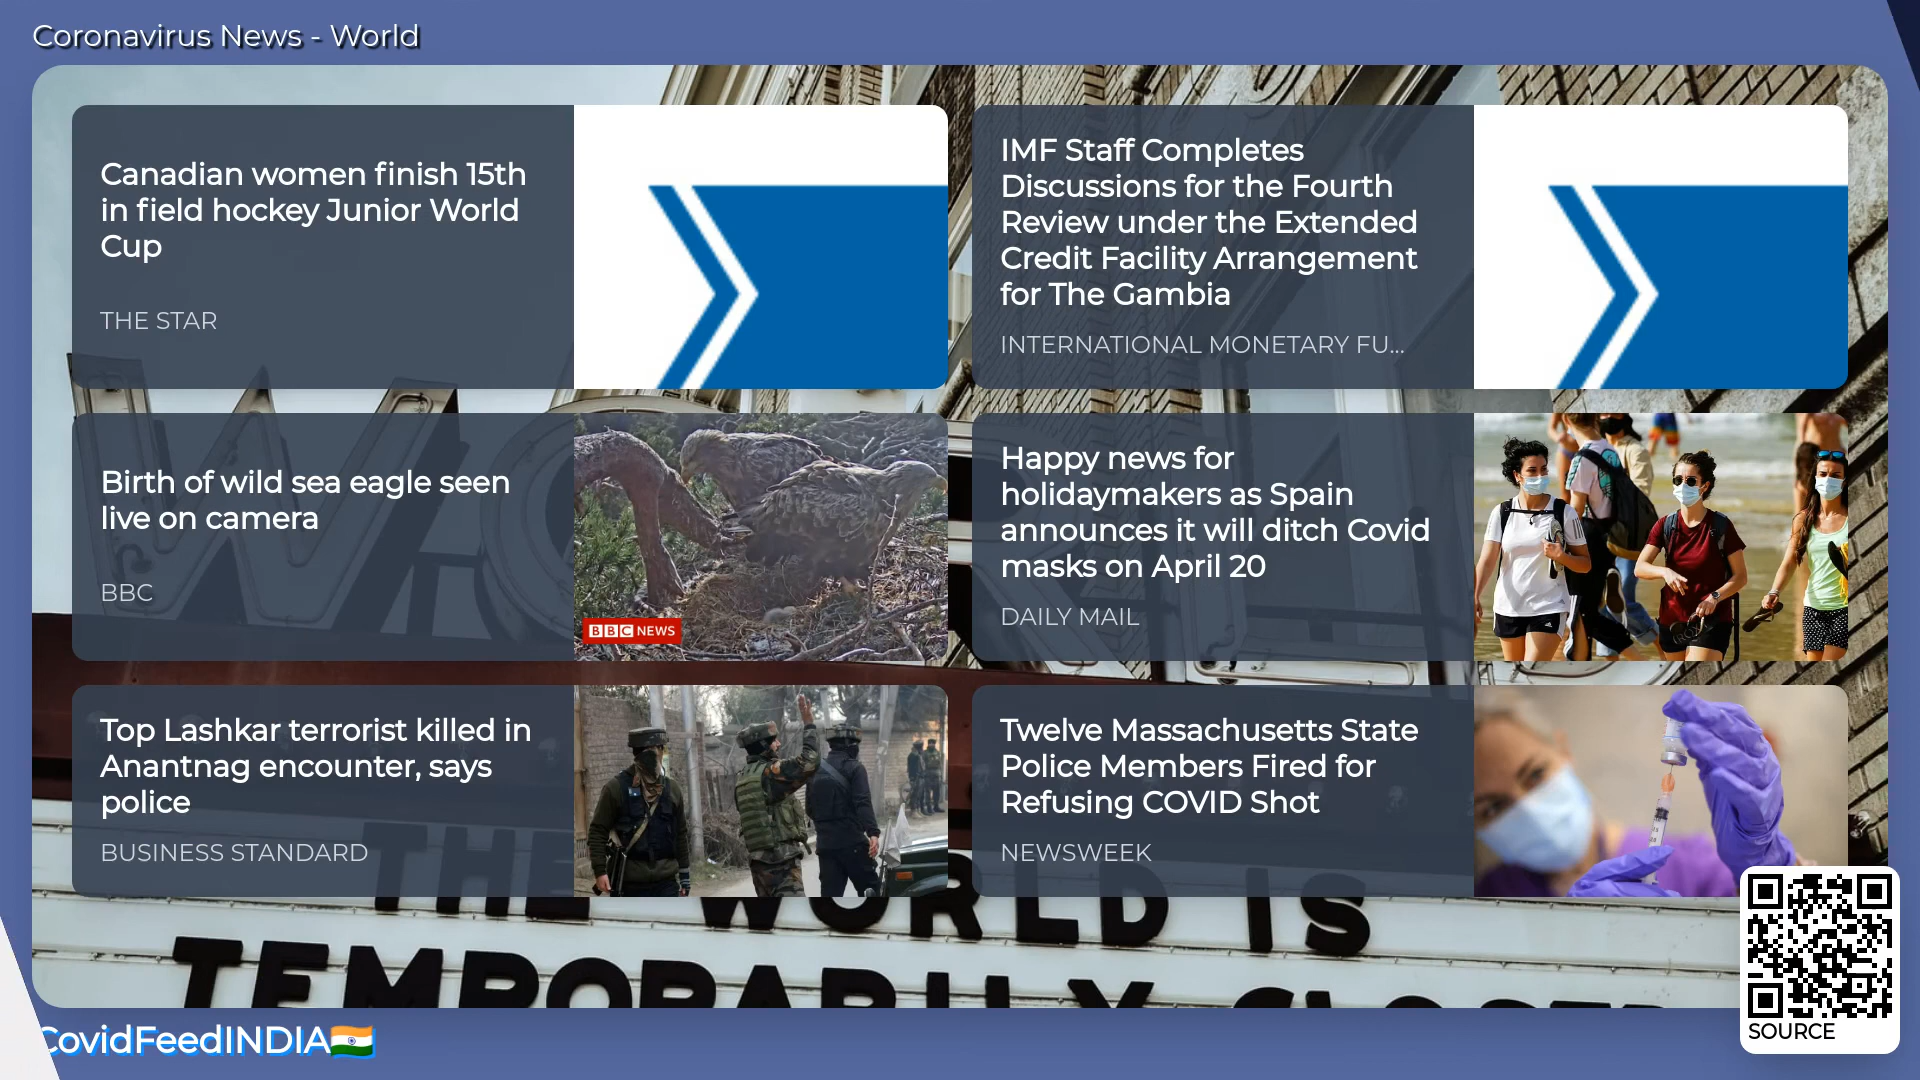 Coronavirus News - World
Canadian women finish 15th
in field hockey Junior World
Cup
THE STAR
IMF Staff Completes
Discussions for the Fourth
Review under the Extended
Credit Facility Arrangement
for The Gambia
INTERNATIONAL MONETARY FU...
Birth of wild sea eagle seen
live on camera
BBC
BBC NEWS
Happy news for
holidaymakers as Spain
announces it will ditch Covid
masks on April 20
DAILY MAIL
Top Lashkar terrorist killed in
Anantnag encounter, says
police
BUSINESS STANDARD
Twelve Massachusetts State
Police Members Fired for
Refusing COVID Shot
NEWSWEEK
THE WORLD IS
TEMPORARILY CLOSED
CovidFeedINDIA🇮🇳
SOURCE